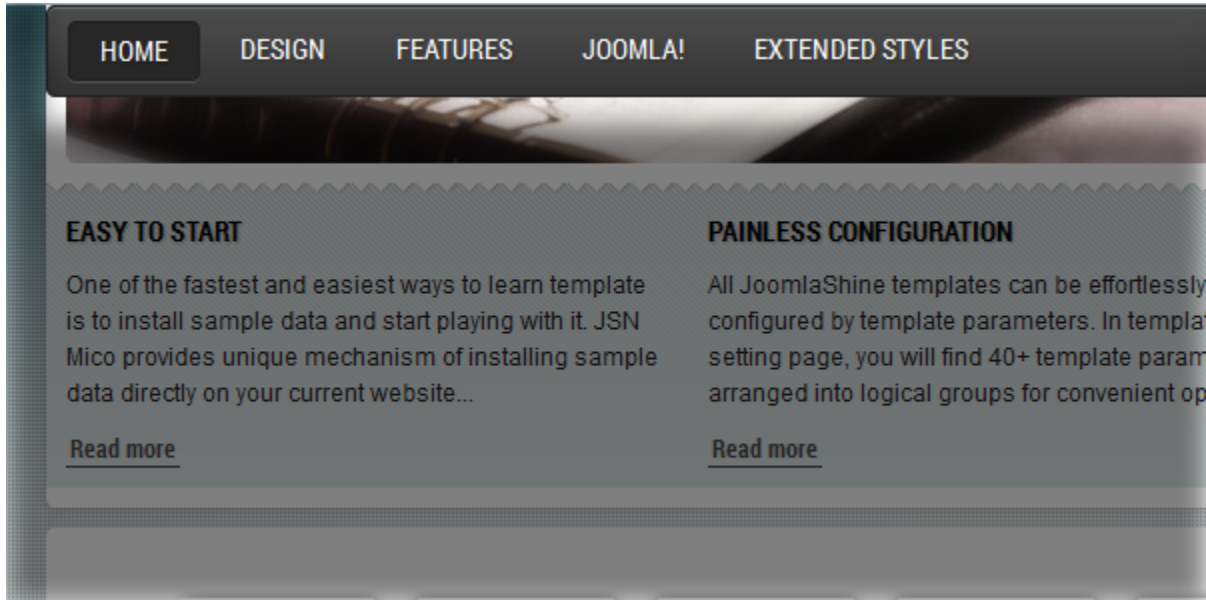 HOME DESIGN FEATURES JOOMLA! EXTENDED STYLES
EASY TO START
One of the fastest and easiest ways to learn template
is to install sample data and start playing with it. JSN
Mico provides unique mechanism of installing sample
data directly on your current website...
Read more
PAINLESS CONFIGURATION
All JoomlaShine templates can be effortlessly
configured by template parameters. In templat
setting page, you will find 40+ template param
arranged into logical groups for convenient op
Read more